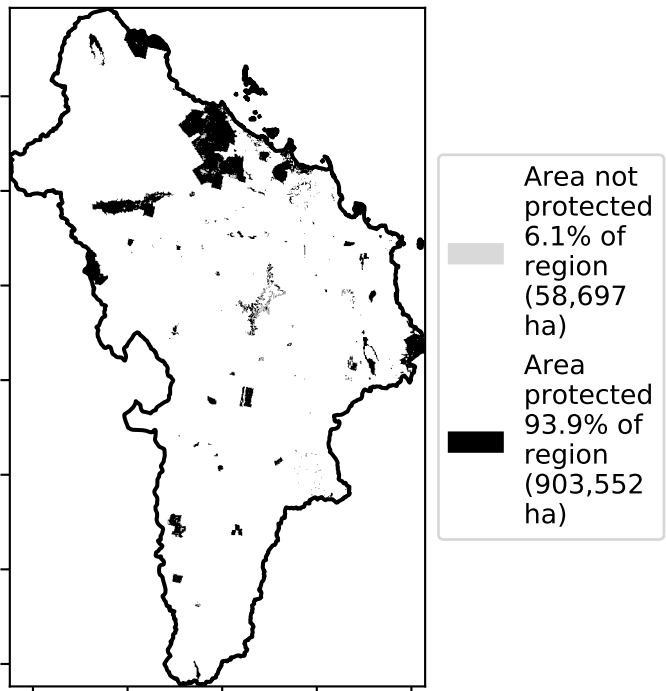 Area not
protected
6.1% of
region
(58,697
ha)
Area
protected
93.9% of
region
(903,552
ha)